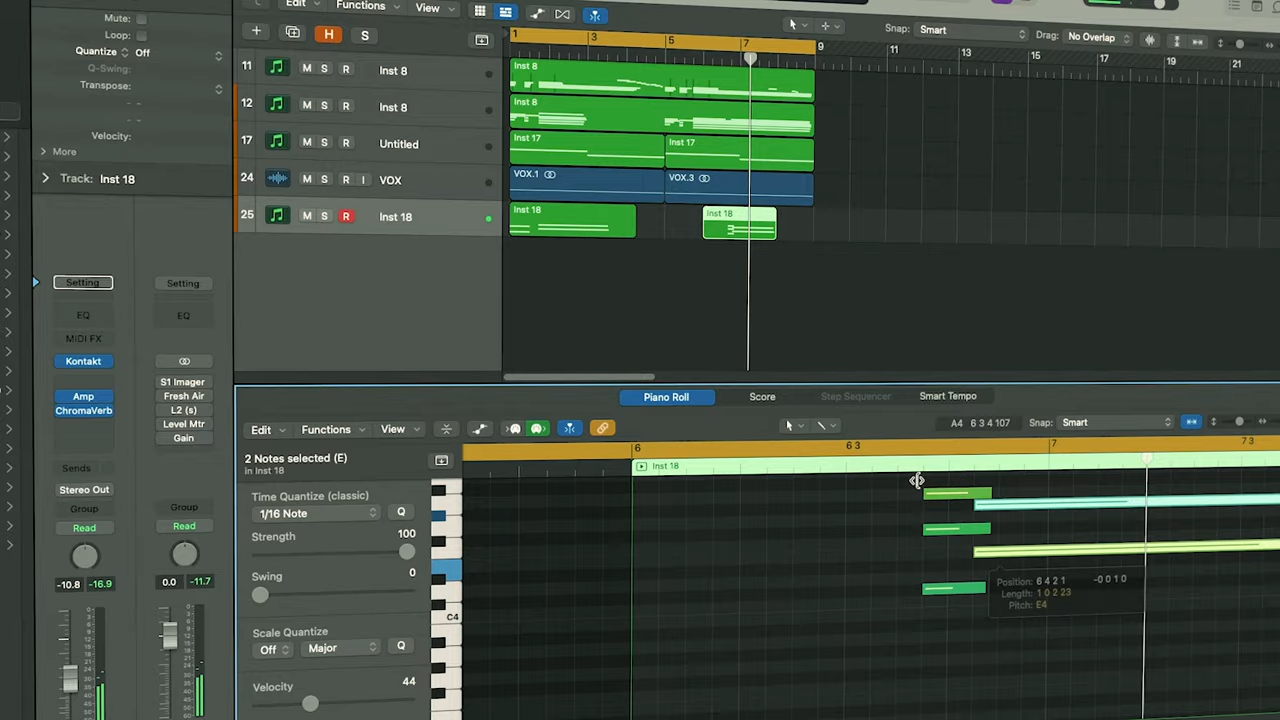 Mute:
Loop:
Quantize Off
Q-Swing:
Transpose:
Velocity:
More
Track: Inst 18
Setting
Setting
EQ
EQ
MIDI FX
Kontakt
Amp
ChromaVerb
S1 Imager
Fresh Air
L2 (s)
Level Mtr
Gain
Sends
Stereo Out
Group
Group
Read
Read
-10.8 -16.9
0.0 -11.7
Edit Functions View
Snap: Smart
Drag: No Overlap
H S
1 3 5 7 9 11 13 15 17 19 21
11 M S R Inst 8
12 M S R Inst 8
17 M S R Untitled
24 M S R I VOX
25 M S R Inst 18
Inst 8
Inst 8
Inst 17 Inst 17
VOX.1 VOX.3
Inst 18 Inst 18
Piano Roll Score Step Sequencer Smart Tempo
Edit Functions View
A4 6 3 4 107
Snap: Smart
2 Notes selected (E)
in Inst 18
6 6 3 7 7 3
Inst 18
Time Quantize (classic)
1/16 Note Q
Strength 100
Swing 0
Scale Quantize
Off Major Q
Velocity 44
C4
Position: 6 4 2 1 -0 0 1 0
Length: 1 0 2 23
Pitch: E4